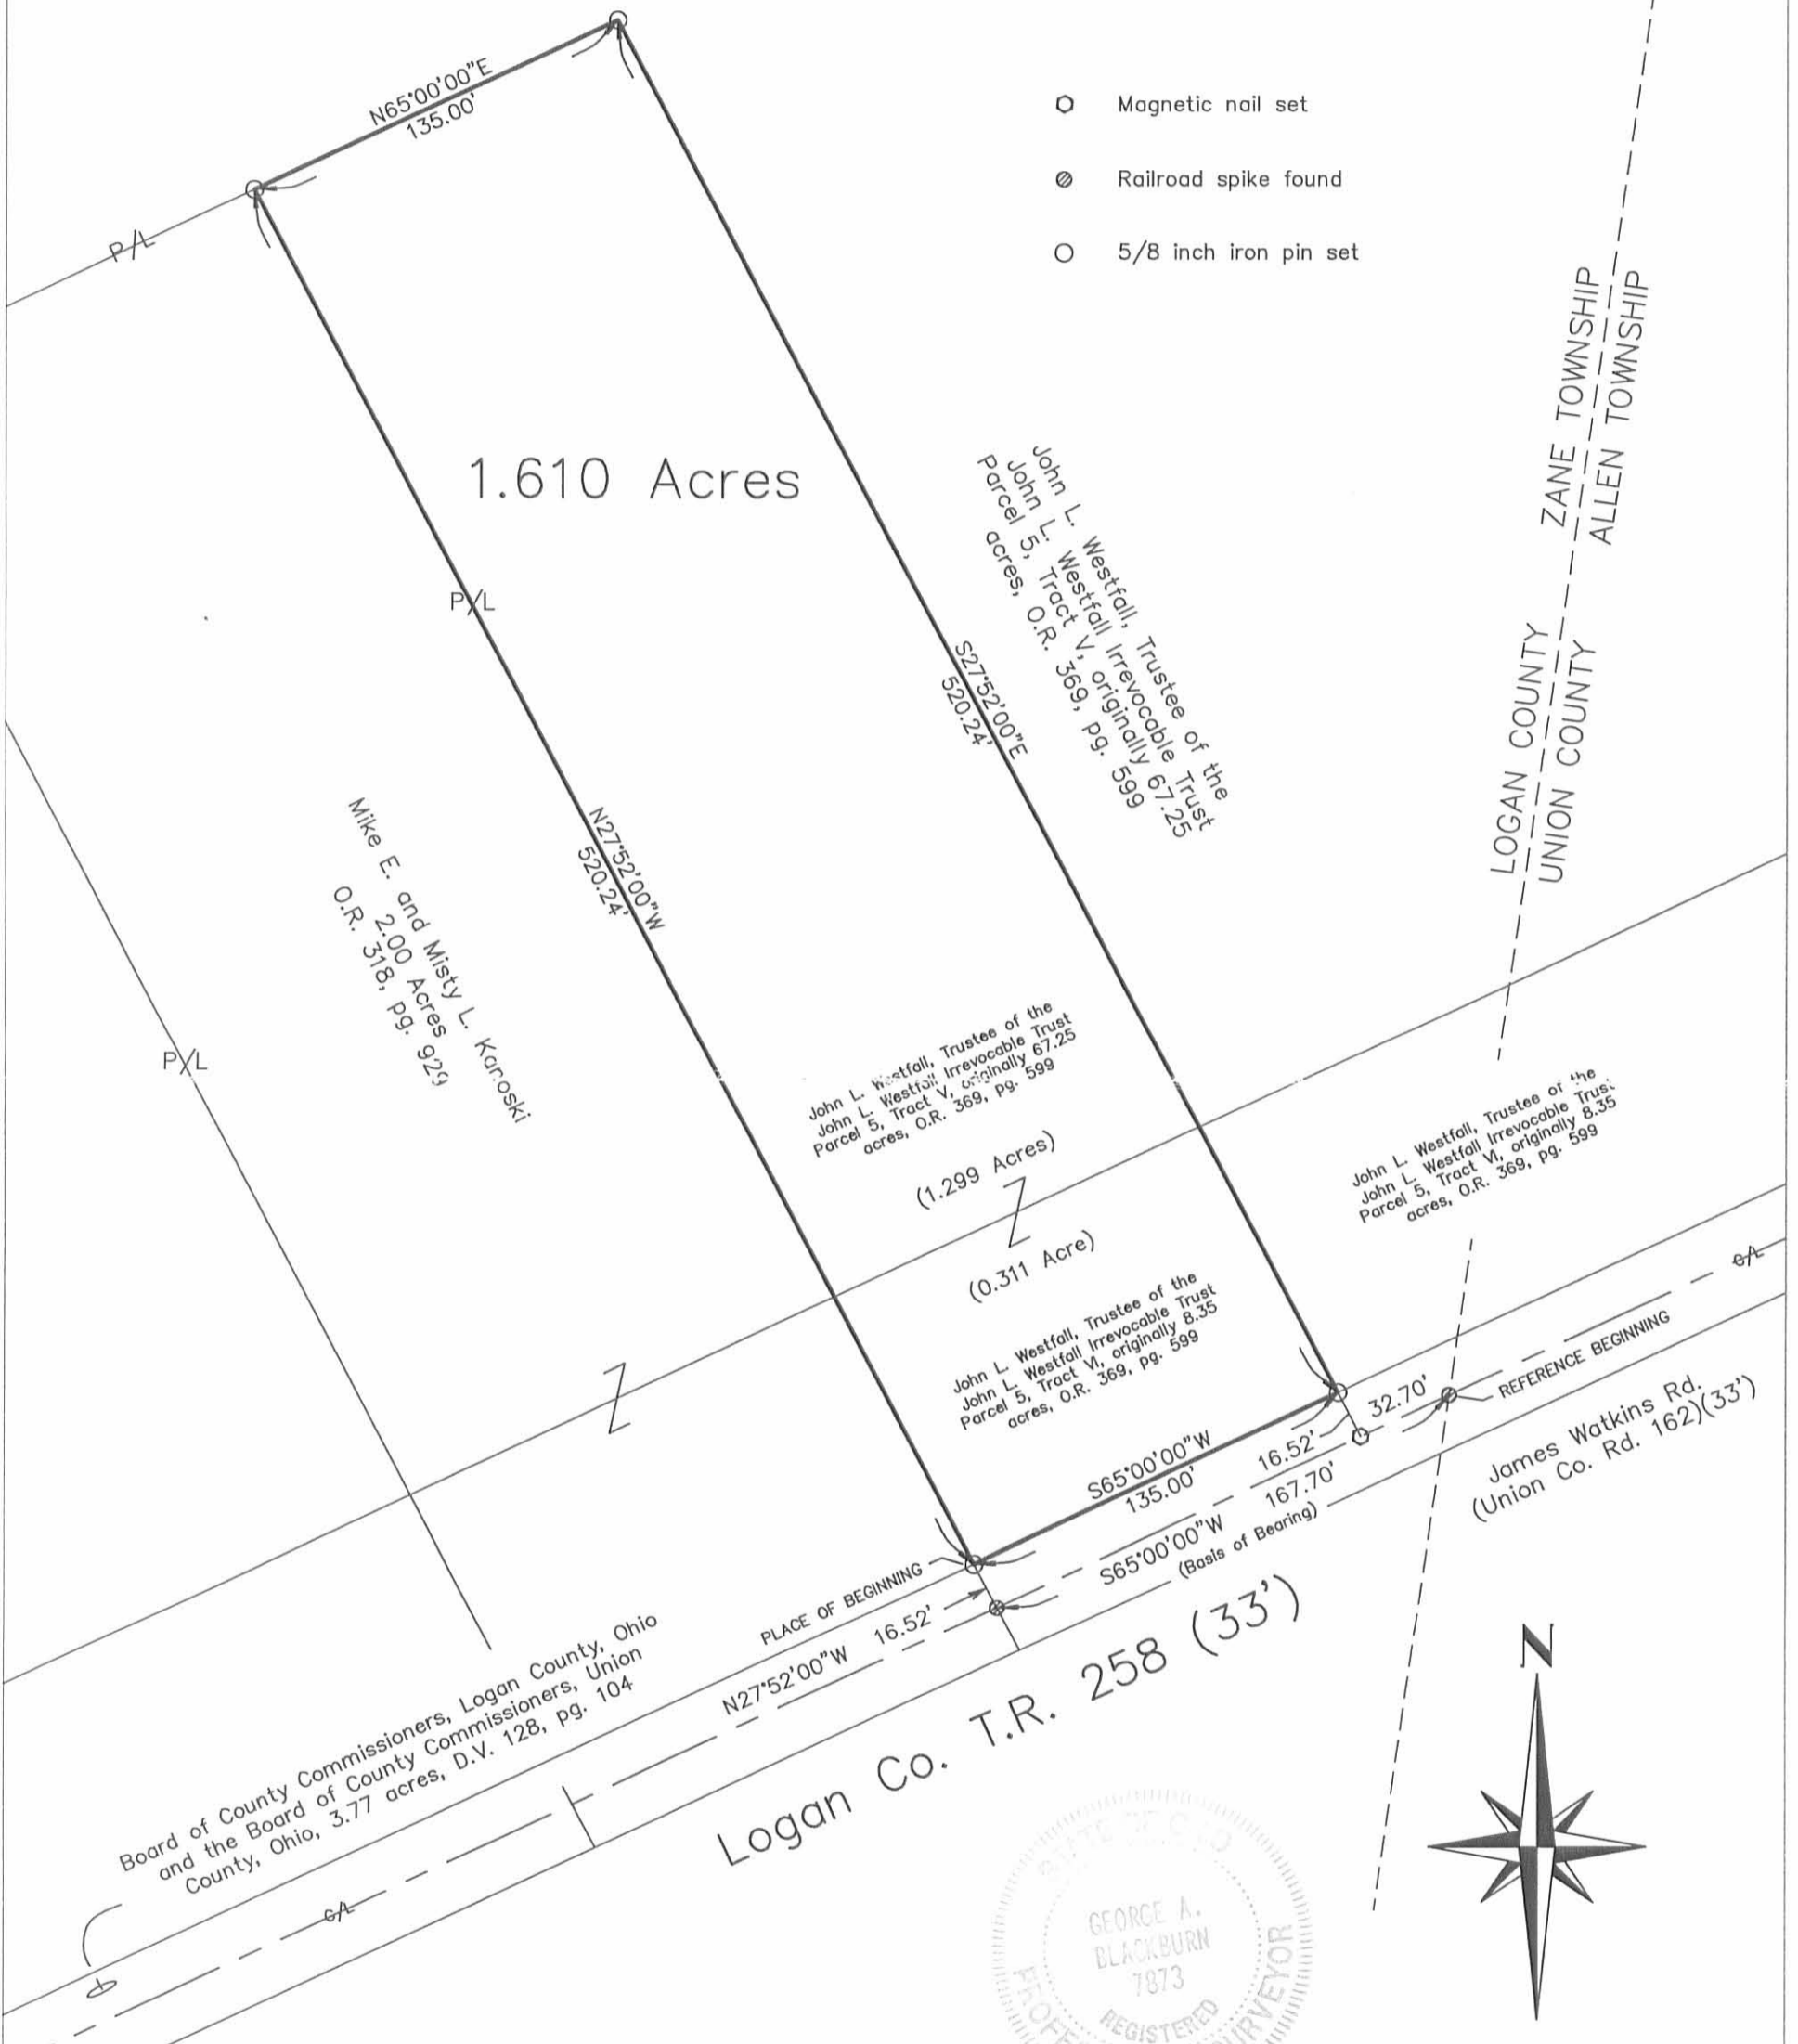 N65°00'00"E
135.00'
Magnetic nail set
Railroad spike found
5/8 inch iron pin set
P/L
1.610 Acres
ZANE TOWNSHIP
ALLEN TOWNSHIP
John L. Westfall, Trustee of the
John L. Westfall Irrevocable Trust
Parcel 5, Tract V, originally 67.25
acres, O.R. 369, pg. 599
P/L
S27°52'00"E
520.24'
LOGAN COUNTY
UNION COUNTY
N27°52'00"W
520.24'
Mike E. and Misty L. Karoski
2.00 Acres
O.R. 318, pg. 929
P/L
John L. Westfall, Trustee of the
John L. Westfall Irrevocable Trust
Parcel 5, Tract V, originally 67.25
acres, O.R. 369, pg. 599
(1.299 Acres)
Z
(0.311 Acre)
John L. Westfall, Trustee of the
John L. Westfall Irrevocable Trust
Parcel 5, Tract VI, originally 8.35
acres, O.R. 369, pg. 599
John L. Westfall, Trustee of the
John L. Westfall Irrevocable Trust
Parcel 5, Tract VI, originally 8.35
acres, O.R. 369, pg. 599
Z
C/L
REFERENCE BEGINNING
32.70'
16.52'
S65°00'00"W
135.00'
167.70'
S65°00'00"W
(Basis of Bearing)
James Watkins Rd.
(Union Co. Rd. 162)(33')
PLACE OF BEGINNING
N27°52'00"W 16.52'
Logan Co. T.R. 258 (33')
Board of County Commissioners, Logan County, Ohio
and the Board of County Commissioners, Union
County, Ohio, 3.77 acres, D.V. 128, pg. 104
C/L
N
STATE OF
GEORGE A.
BLACKBURN
7873
REGISTERED